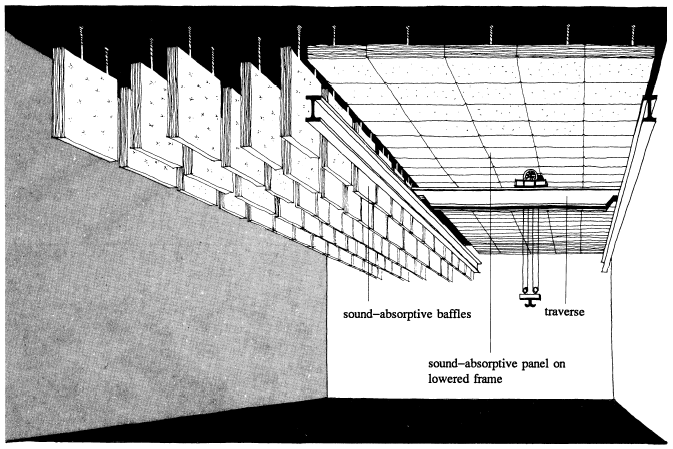 sound–absorptive baffles
traverse
sound–absorptive panel on
lowered frame